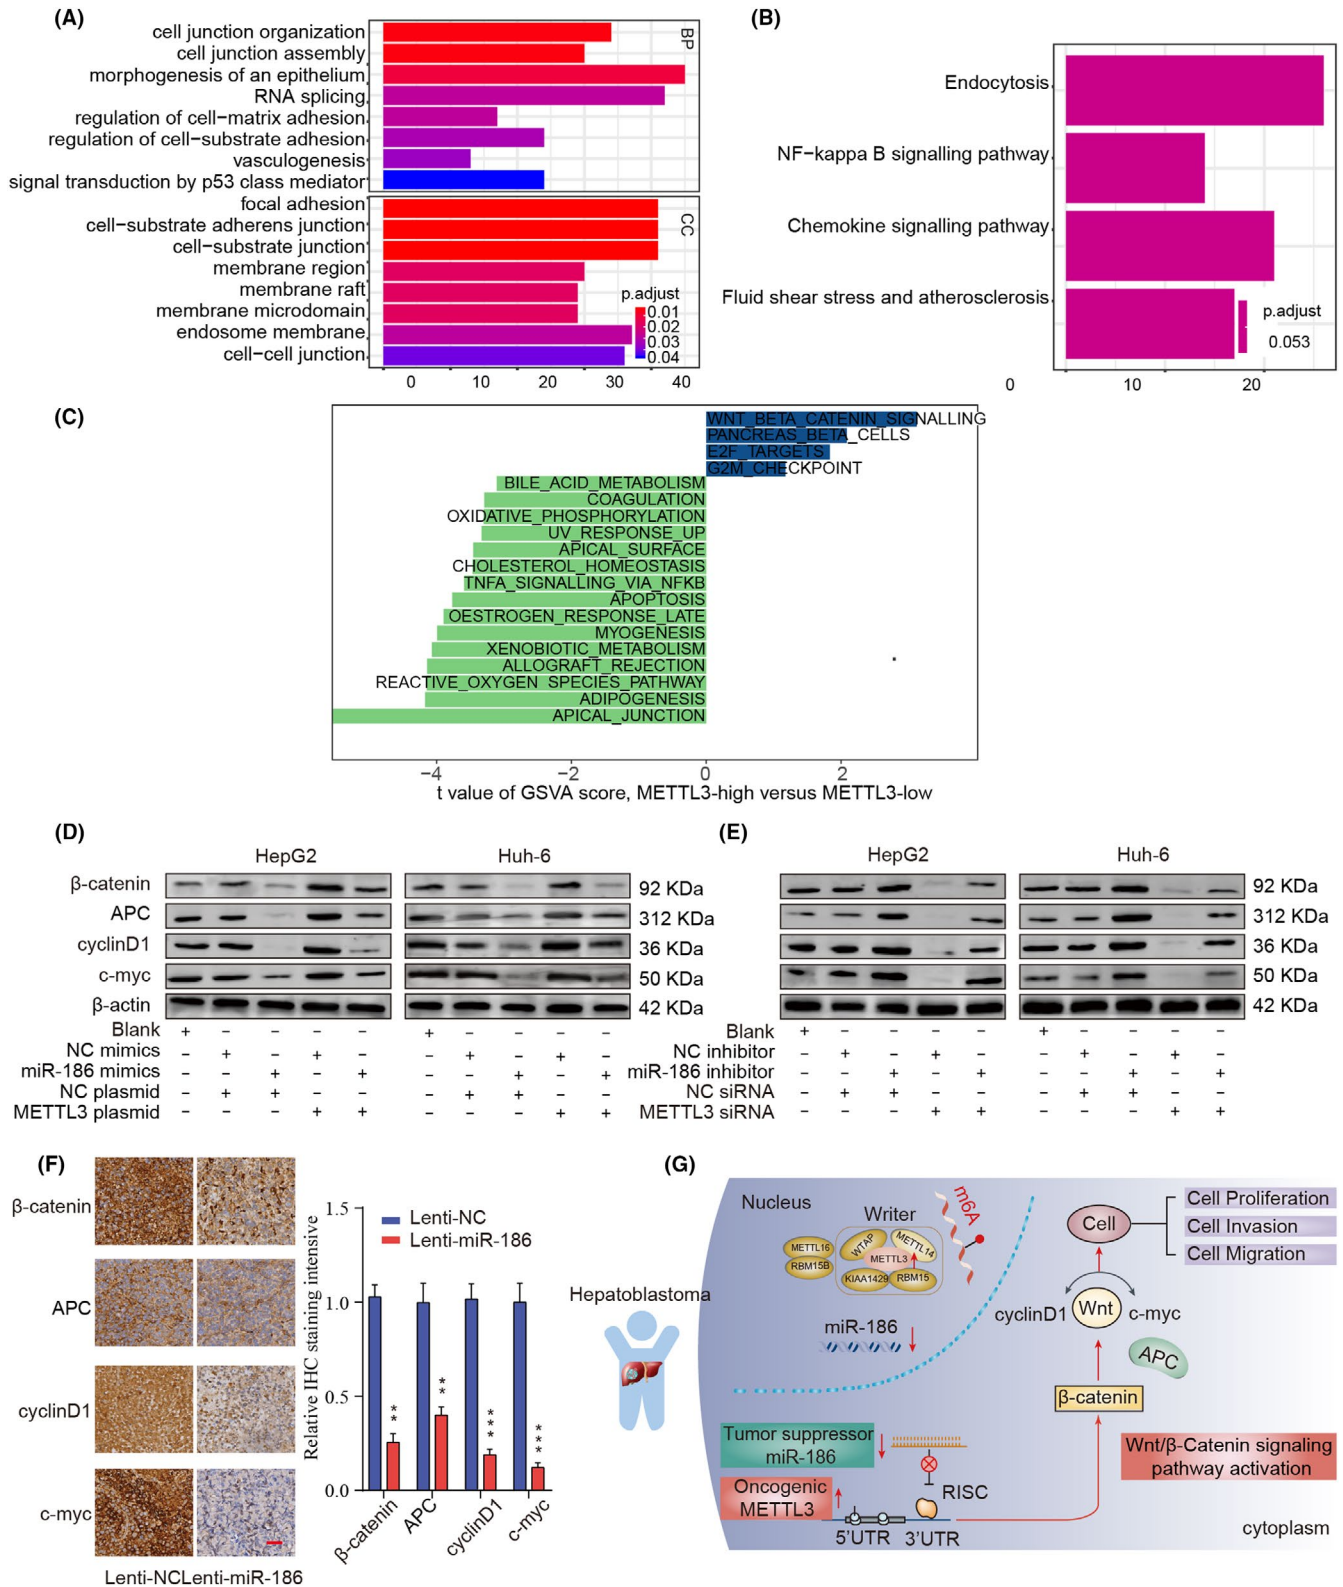 (A)
cell junction organization
cell junction assembly
morphogenesis of an epithelium
RNA splicing
regulation of cell−matrix adhesion
regulation of cell−substrate adhesion
vasculogenesis
signal transduction by p53 class mediator
BP
focal adhesion
cell−substrate adherens junction
cell−substrate junction
membrane region
membrane raft
membrane microdomain
endosome membrane
cell−cell junction
CC
p.adjust
0.01
0.02
0.03
0.04
0 10 20 30 40
(B)
Endocytosis
NF−kappa B signalling pathway
Chemokine signalling pathway
Fluid shear stress and atherosclerosis
p.adjust
0.053
0 10 20
(C)
WNT_BETA_CATENIN_SIGNALLING
PANCREAS_BETA_CELLS
E2F_TARGETS
G2M_CHECKPOINT
BILE_ACID_METABOLISM
COAGULATION
OXIDATIVE_PHOSPHORYLATION
UV_RESPONSE_UP
APICAL_SURFACE
CHOLESTEROL_HOMEOSTASIS
TNFA_SIGNALLING_VIA_NFKB
APOPTOSIS
OESTROGEN_RESPONSE_LATE
MYOGENESIS
XENOBIOTIC_METABOLISM
ALLOGRAFT_REJECTION
REACTIVE_OXYGEN SPECIES_PATHWAY
ADIPOGENESIS
APICAL_JUNCTION
−4 −2 0 2
t value of GSVA score, METTL3-high versus METTL3-low
(D)
HepG2 Huh-6
β-catenin 92 KDa
APC 312 KDa
cyclinD1 36 KDa
c-myc 50 KDa
β-actin 42 KDa
Blank + − − − − + − − − −
NC mimics − + − + − − + − + −
miR-186 mimics − − + − + − − + − +
NC plasmid − + + − − − + + − −
METTL3 plasmid − − − + + − − − + +
(E)
HepG2 Huh-6
92 KDa
312 KDa
36 KDa
50 KDa
42 KDa
Blank + − − − − + − − − −
NC inhibitor − + − + − − + − + −
miR-186 inhibitor − − + − + − − + − +
NC siRNA − + + − − − + + − −
METTL3 siRNA − − − + + − − − + +
(F)
β-catenin
APC
cyclinD1
c-myc
Lenti-NC Lenti-miR-186
Relative IHC staining intensive
1.5
1.0
0.5
0.0
Lenti-NC
Lenti-miR-186
** ** *** ***
β-catenin APC cyclinD1 c-myc
(G)
Hepatoblastoma
Nucleus
Writer
m6A
METTL16
RBM15B
WTAP
METTL14
METTL3
KIAA1429
RBM15
miR-186
Cell
Cell Proliferation
Cell Invasion
Cell Migration
cyclinD1
Wnt
c-myc
APC
β-catenin
Tumor suppressor
miR-186
Oncogenic
METTL3
RISC
5'UTR 3'UTR
Wnt/β-Catenin signaling
pathway activation
cytoplasm